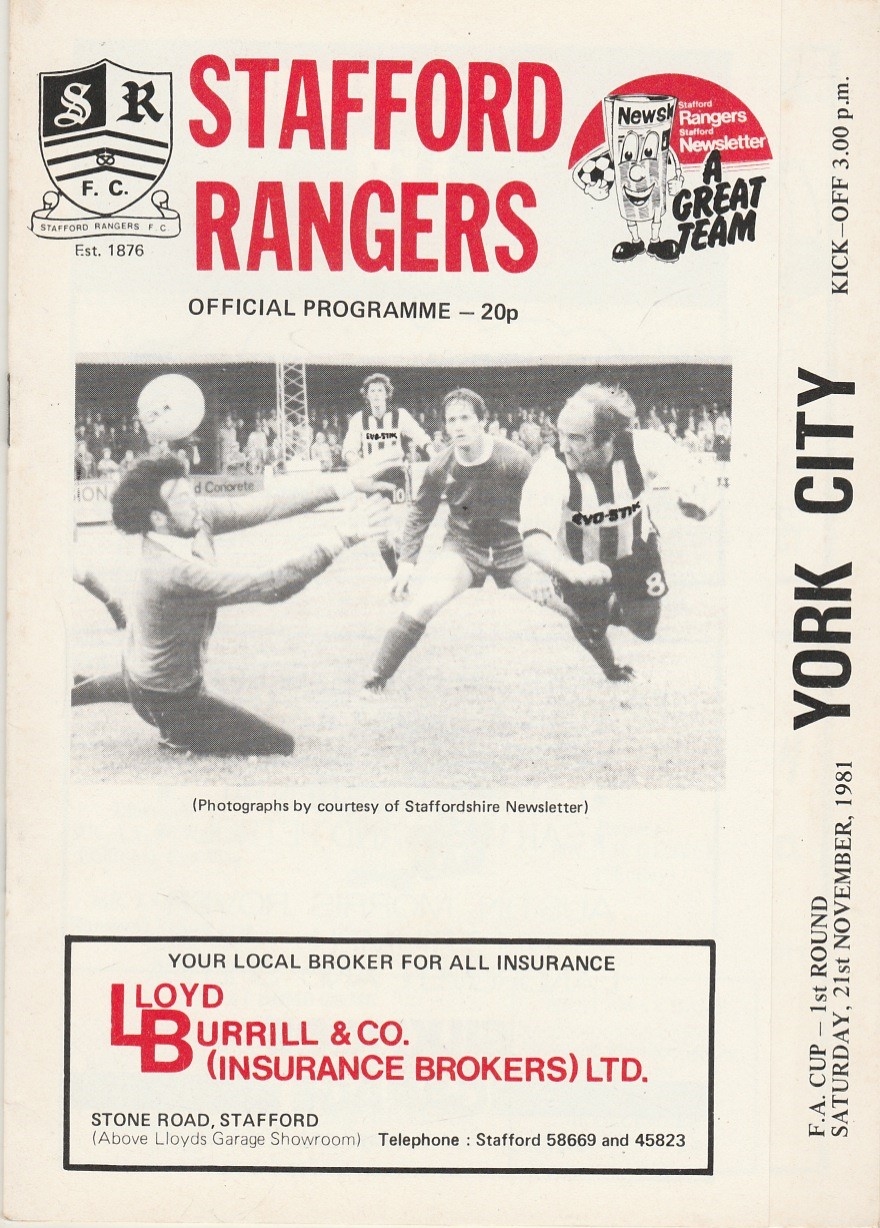 S R
F. C.
STAFFORD RANGERS F.C.
Est. 1876
STAFFORD
RANGERS
OFFICIAL PROGRAMME – 20p
Stafford
Rangers
Stafford
Newsletter
A
GREAT
TEAM
d Concrete
EVO-STIK
10
EVO-STIK
8
(Photographs by courtesy of Staffordshire Newsletter)
YOUR LOCAL BROKER FOR ALL INSURANCE
LLOYD
BURRILL & CO.
(INSURANCE BROKERS) LTD.
STONE ROAD, STAFFORD
(Above Lloyds Garage Showroom) Telephone : Stafford 58669 and 45823
F.A. CUP – 1st ROUND
SATURDAY, 21st NOVEMBER, 1981
YORK CITY
KICK–OFF 3.00 p.m.